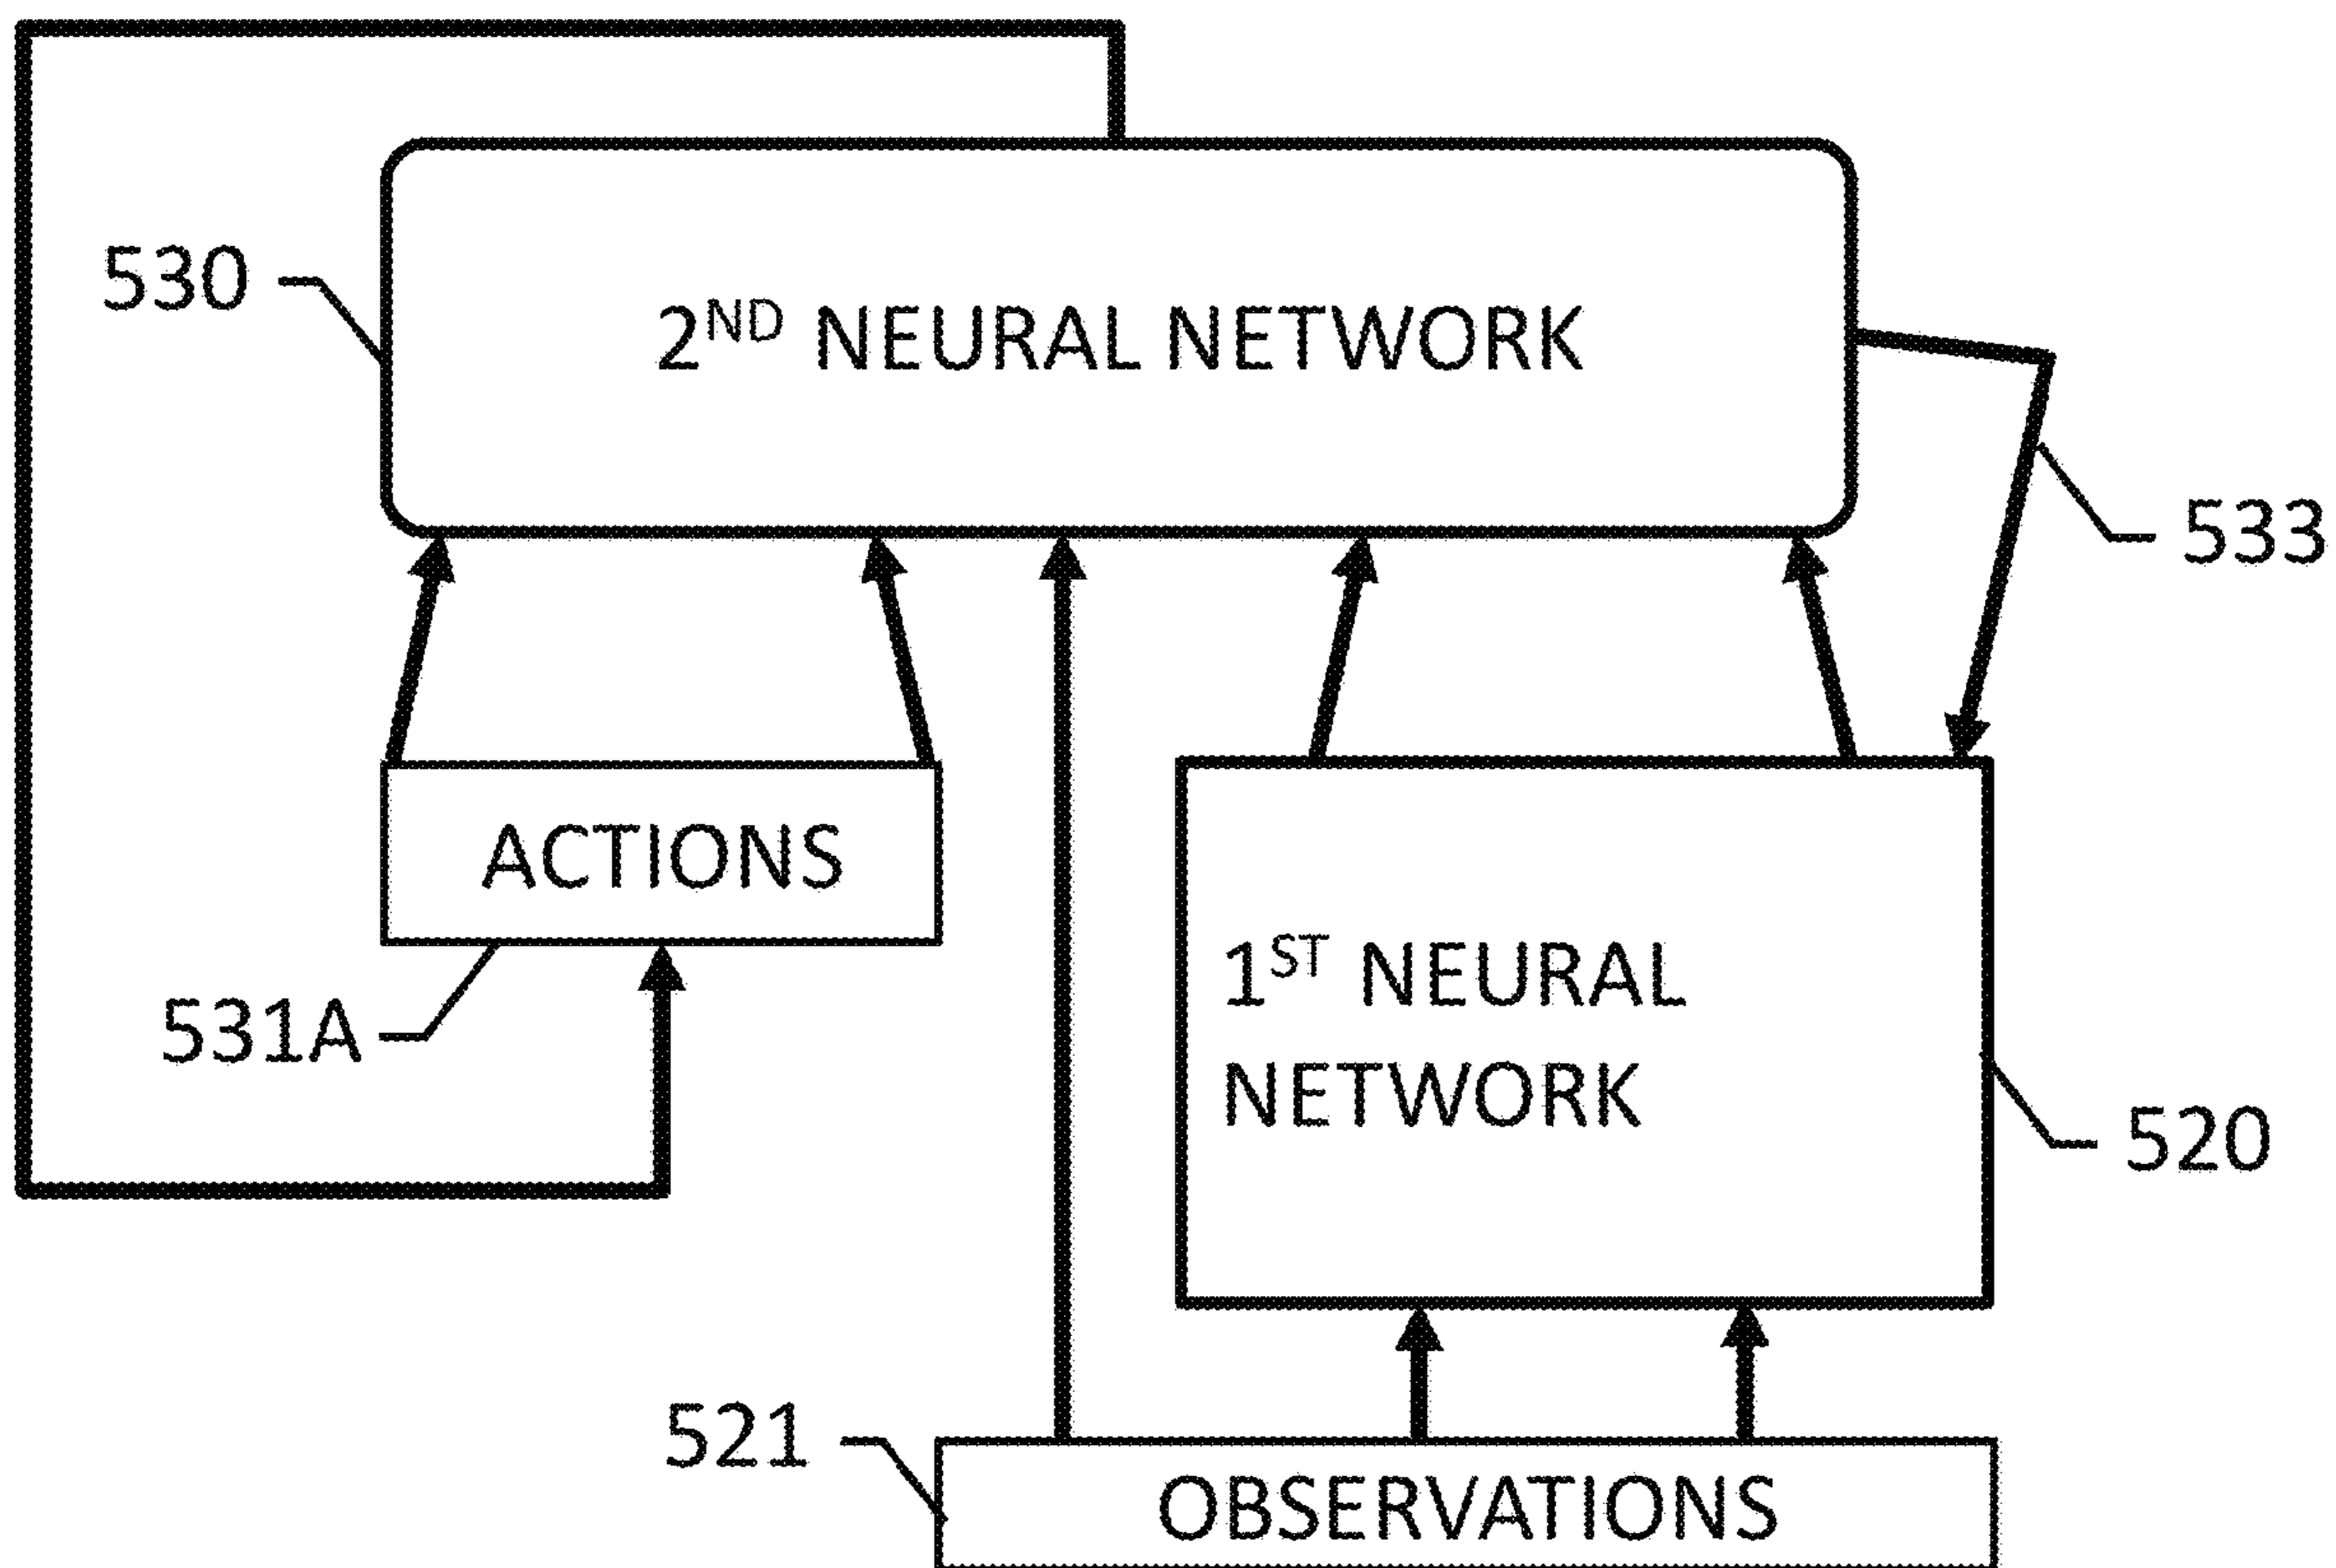 530
2ND NEURAL NETWORK
533
ACTIONS
531A
1ST NEURAL
NETWORK
520
521
OBSERVATIONS